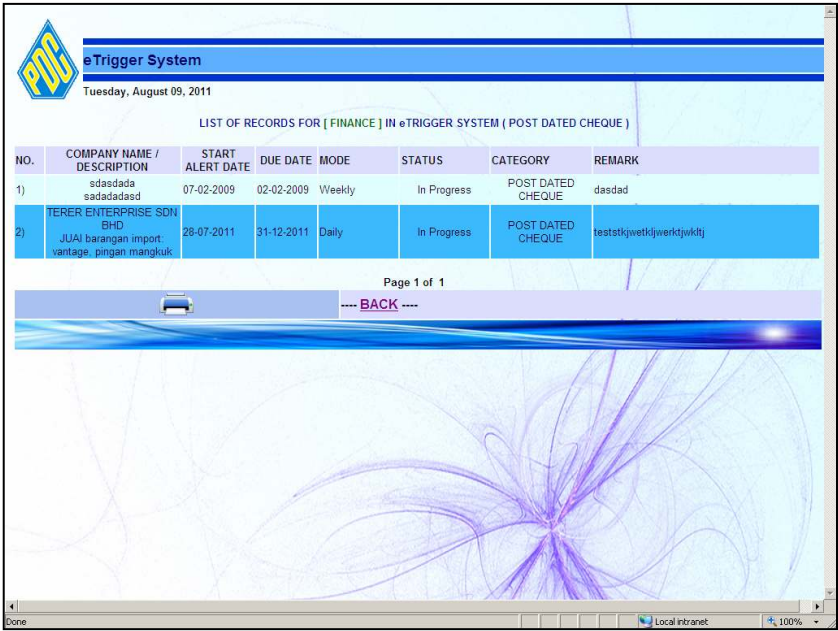 PDC
eTrigger System
Tuesday, August 09, 2011
LIST OF RECORDS FOR [ FINANCE ] IN eTRIGGER SYSTEM ( POST DATED CHEQUE )
NO. COMPANY NAME / DESCRIPTION START ALERT DATE DUE DATE MODE STATUS CATEGORY REMARK
1) sdasdada sadadadasd 07-02-2009 02-02-2009 Weekly In Progress POST DATED CHEQUE dasdad
2) TERER ENTERPRISE SDN BHD JUAI barangan import: vantage, pingan mangkuk 28-07-2011 31-12-2011 Daily In Progress POST DATED CHEQUE teststkjwetkljwerktjwkltj
Page 1 of 1
---- BACK ----
Done Local intranet 100%